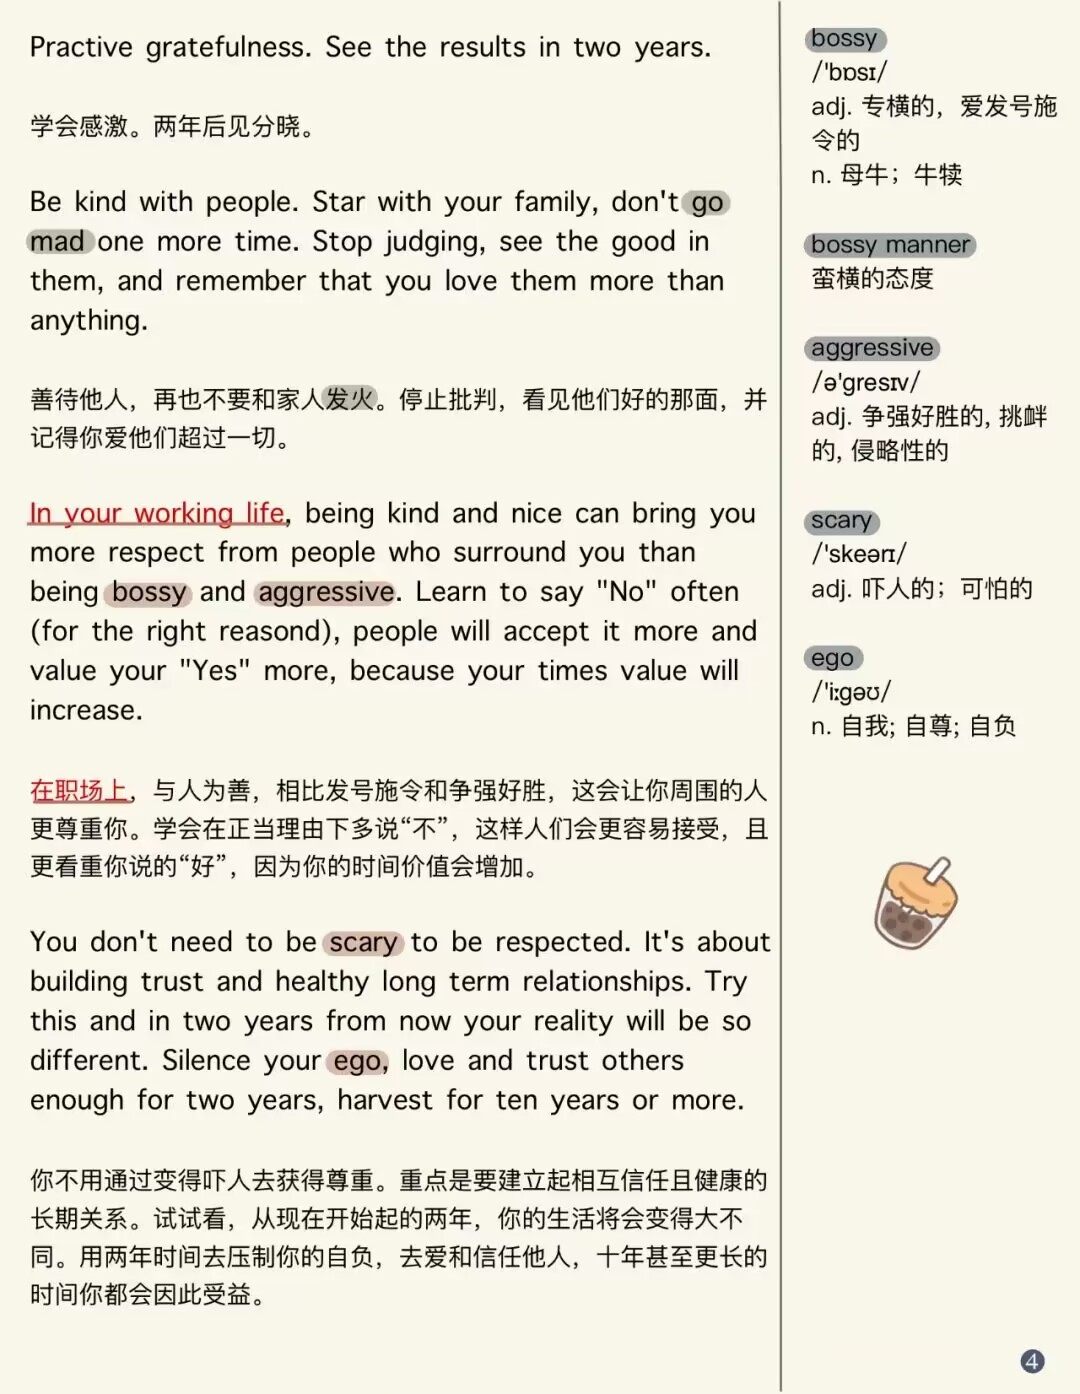 Practive gratefulness. See the results in two years.
学会感激。两年后见分晓。
Be kind with people. Star with your family, don't go
mad one more time. Stop judging, see the good in
them, and remember that you love them more than
anything.
善待他人，再也不要和家人发火。停止批判，看见他们好的那面，并
记得你爱他们超过一切。
In your working life, being kind and nice can bring you
more respect from people who surround you than
being bossy and aggressive. Learn to say "No" often
(for the right reasond), people will accept it more and
value your "Yes" more, because your times value will
increase.
在职场上，与人为善，相比发号施令和争强好胜，这会让你周围的人
更尊重你。学会在正当理由下多说“不”，这样人们会更容易接受，且
更看重你说的“好”，因为你的时间价值会增加。
You don't need to be scary to be respected. It's about
building trust and healthy long term relationships. Try
this and in two years from now your reality will be so
different. Silence your ego, love and trust others
enough for two years, harvest for ten years or more.
你不用通过变得吓人去获得尊重。重点是要建立起相互信任且健康的
长期关系。试试看，从现在开始起的两年，你的生活将会变得大不
同。用两年时间去压制你的自负，去爱和信任他人，十年甚至更长的
时间你都会因此受益。
bossy
/'bɒsɪ/
adj. 专横的，爱发号施
令的
n. 母牛；牛犊
bossy manner
蛮横的态度
aggressive
/ə'gresɪv/
adj. 争强好胜的, 挑衅
的, 侵略性的
scary
/'skeərɪ/
adj. 吓人的；可怕的
ego
/'iːgəʊ/
n. 自我; 自尊; 自负
4